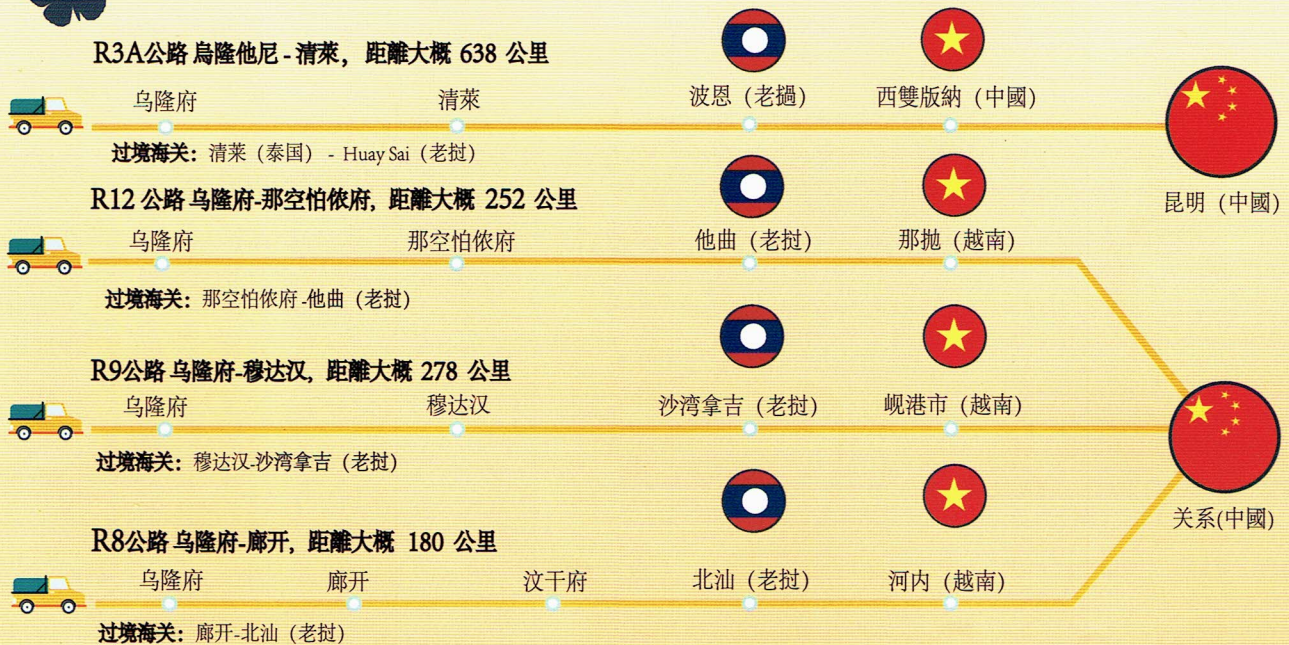 R3A公路 烏隆他尼 - 清萊， 距離大概 638 公里
乌隆府 清萊 波恩（老撾） 西雙版納（中國）
过境海关：清莱（泰国） - Huay Sai（老挝）
昆明（中國）
R12 公路 乌隆府-那空怕侬府, 距離大概 252 公里
乌隆府 那空怕侬府 他曲（老挝） 那抛（越南）
过境海关：那空怕侬府 -他曲（老挝）
R9公路 乌隆府-穆达汉, 距離大概 278 公里
乌隆府 穆达汉 沙湾拿吉（老挝） 岘港市（越南）
过境海关：穆达汉-沙湾拿吉（老挝）
关系(中國)
R8公路 乌隆府-廊开, 距離大概 180 公里
乌隆府 廊开 汶干府 北汕（老挝） 河内（越南）
过境海关：廊开-北汕（老挝）